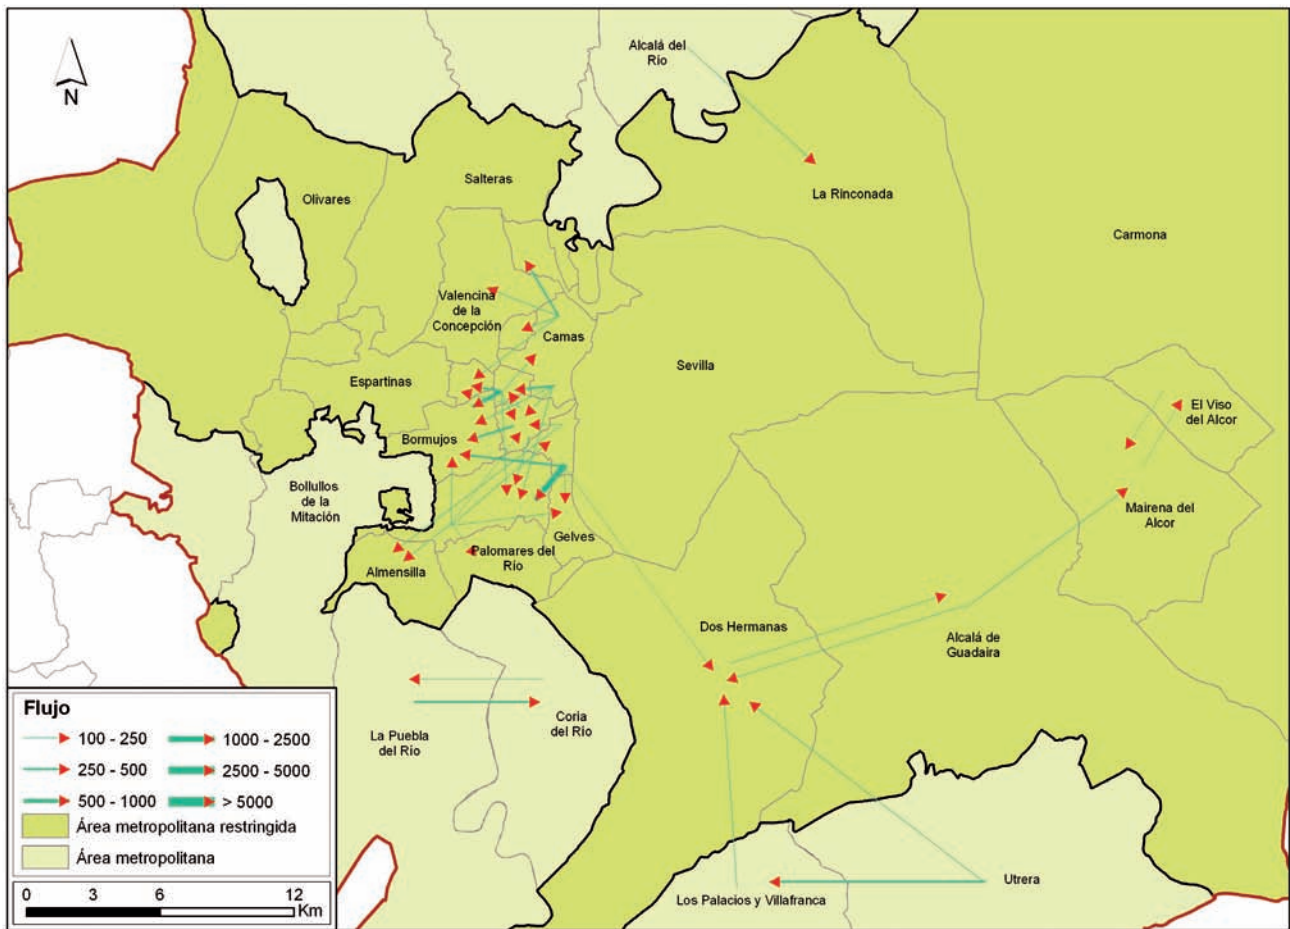 Alcalá del
Río
N
Salteras
La Rinconada
Olivares
Carmona
Valencina
de la
Concepción
Camas
Sevilla
Espartinas
El Viso
del Alcor
Bormujos
Bollullos
de la
Mitación
Mairena del
Alcor
Gelves
Palomares del
Río
Almensilla
Dos Hermanas
Alcalá de
Guadaira
Coria
del Río
La Puebla
del Río
Utrera
Los Palacios y Villafranca
Flujo
100 - 250
1000 - 2500
250 - 500
2500 - 5000
500 - 1000
> 5000
Área metropolitana restringida
Área metropolitana
0 3 6 12
Km